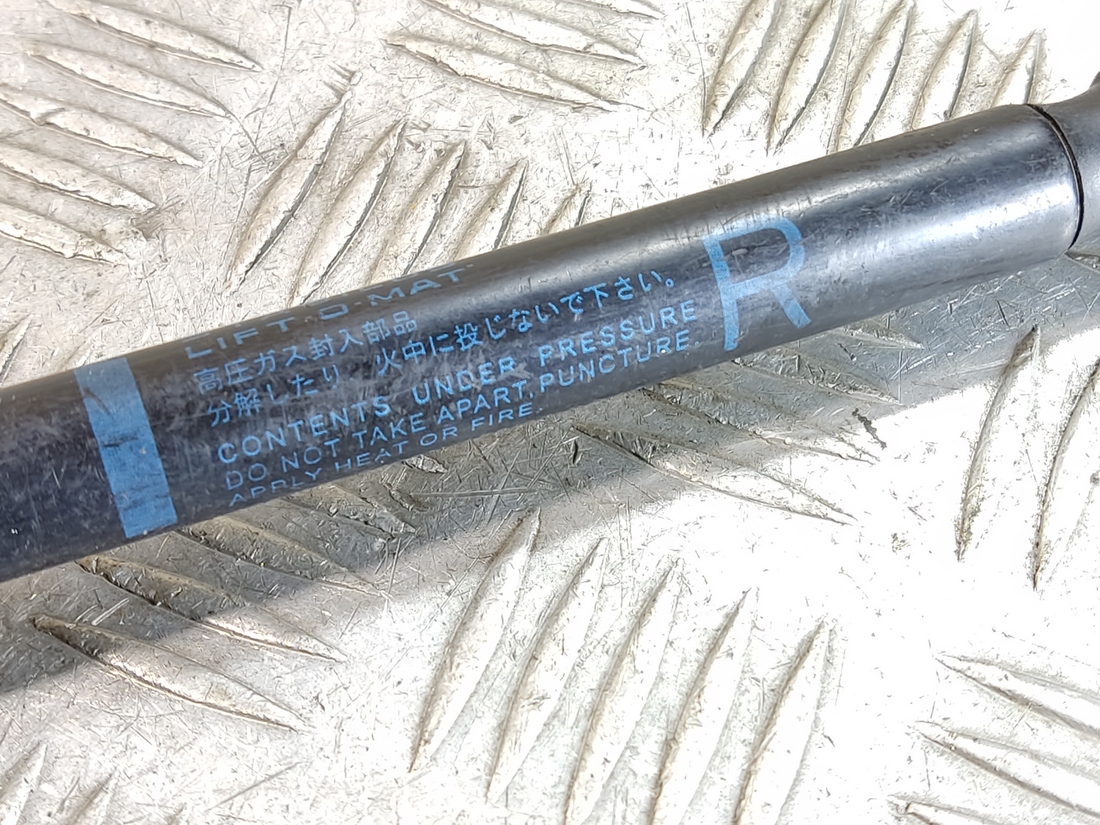 LIFT-O-MAT
高圧ガス封入部品
分解したり 火中に投じないで下さい。
CONTENTS UNDER PRESSURE
DO NOT TAKE APART, PUNCTURE.
APPLY HEAT OR FIRE.
R